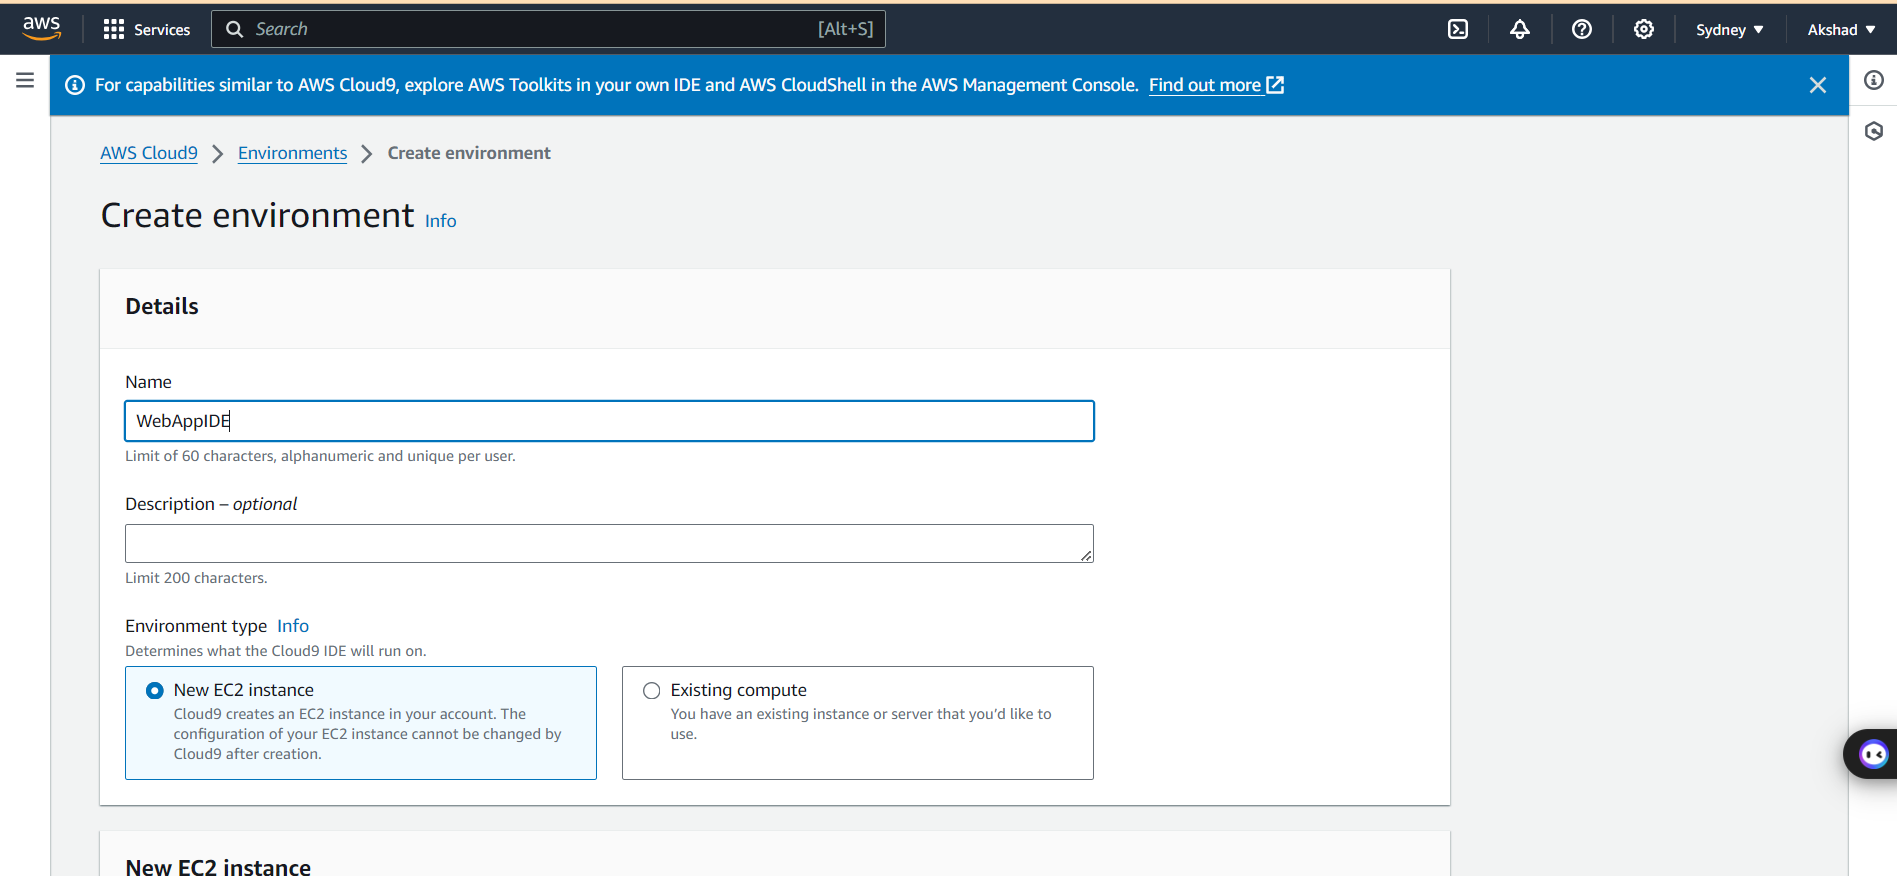 aws
Services
Search
[Alt+S]
Sydney
Akshad
For capabilities similar to AWS Cloud9, explore AWS Toolkits in your own IDE and AWS CloudShell in the AWS Management Console. Find out more
AWS Cloud9
Environments
Create environment
Create environment Info
Details
Name
WebAppIDE
Limit of 60 characters, alphanumeric and unique per user.
Description – optional
Limit 200 characters.
Environment type Info
Determines what the Cloud9 IDE will run on.
New EC2 instance
Cloud9 creates an EC2 instance in your account. The
configuration of your EC2 instance cannot be changed by
Cloud9 after creation.
Existing compute
You have an existing instance or server that you’d like to
use.
New EC2 instance